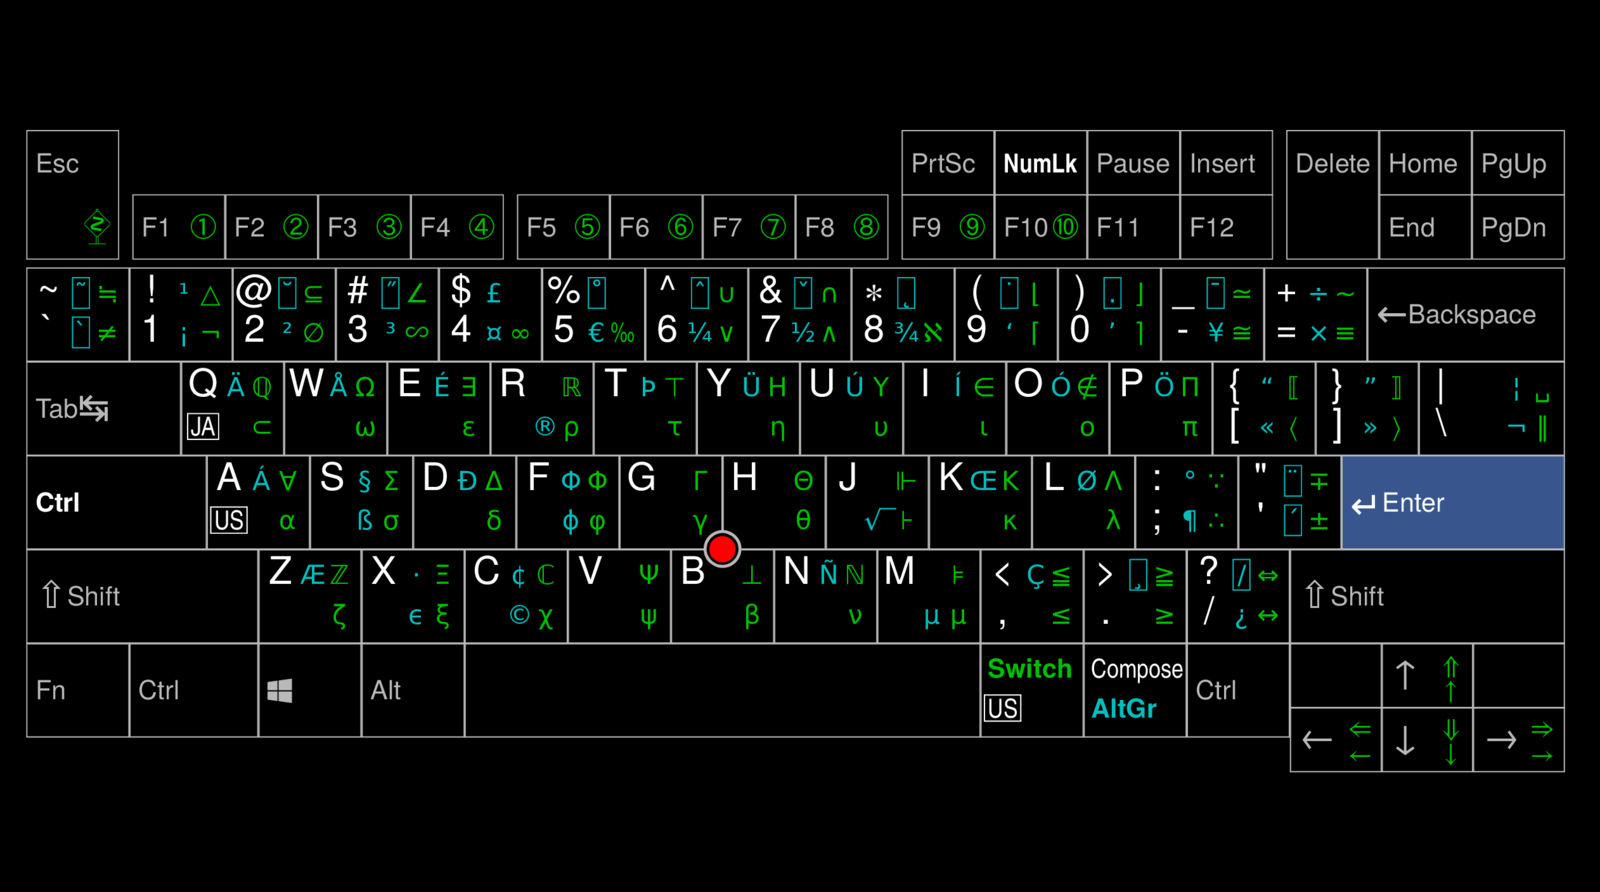 Esc PrtSc NumLk Pause Insert Delete Home PgUp
F1 ① F2 ② F3 ③ F4 ④ F5 ⑤ F6 ⑥ F7 ⑦ F8 ⑧ F9 ⑨ F10 ⑩ F11 F12 End PgDn
~ ˜ ≒ ! ¹ △ @ ˘ ⊆ # ˝ ∠ $ £ % ° ^ ˆ ∪ & ˇ ∩ * ˛ ( ˙ ⌊ ) . ⌋ _ ¯ ≃ + ÷ ∼ ←Backspace
` ` ≠ 1 ¡ ¬ 2 ² ∅ 3 ³ ∽ 4 ¤ ∞ 5 € ‰ 6 ¼ ∨ 7 ½ ∧ 8 ¾ ℵ 9 ‘ ⌈ 0 ’ ⌉ - ¥ ≅ = × ≡
Tab↹ Q Ä ℚ W Å Ω E É ∃ R ℝ T Þ ⊤ Y Ü Η U Ú Υ I Í ∈ O Ó ∉ P Ö Π { “ ⟦ } ” ⟧ | ¦ ␣
JA ⊂ ω ε ® ρ τ η υ ι ο π [ « ⟨ ] » ⟩ \ ¬ ∥
Ctrl A Á ∀ S § Σ D Ð Δ F Φ Φ G Γ H Θ J ⊩ K Œ Κ L Ø Λ : ° ∵ " ¨ ∓ ↵ Enter
US α ß σ δ ϕ φ γ θ √ ⊢ κ λ ; ¶ ∴ ' ´ ±
⇧ Shift Z Æ ℤ X · Ξ C ¢ ℂ V Ψ B ⊥ N Ñ ℕ M ⊧ < Ç ≦ > ¸ ≧ ? / ⇔ ⇧ Shift
ζ ϵ ξ © χ ψ β ν µ μ , ≤ . ≥ / ¿ ⇔
Fn Ctrl Alt Switch Compose Ctrl ↑ ⇑
US AltGr ↑
← ⇐ ↓ ⇓ → ⇒
← ↓ →